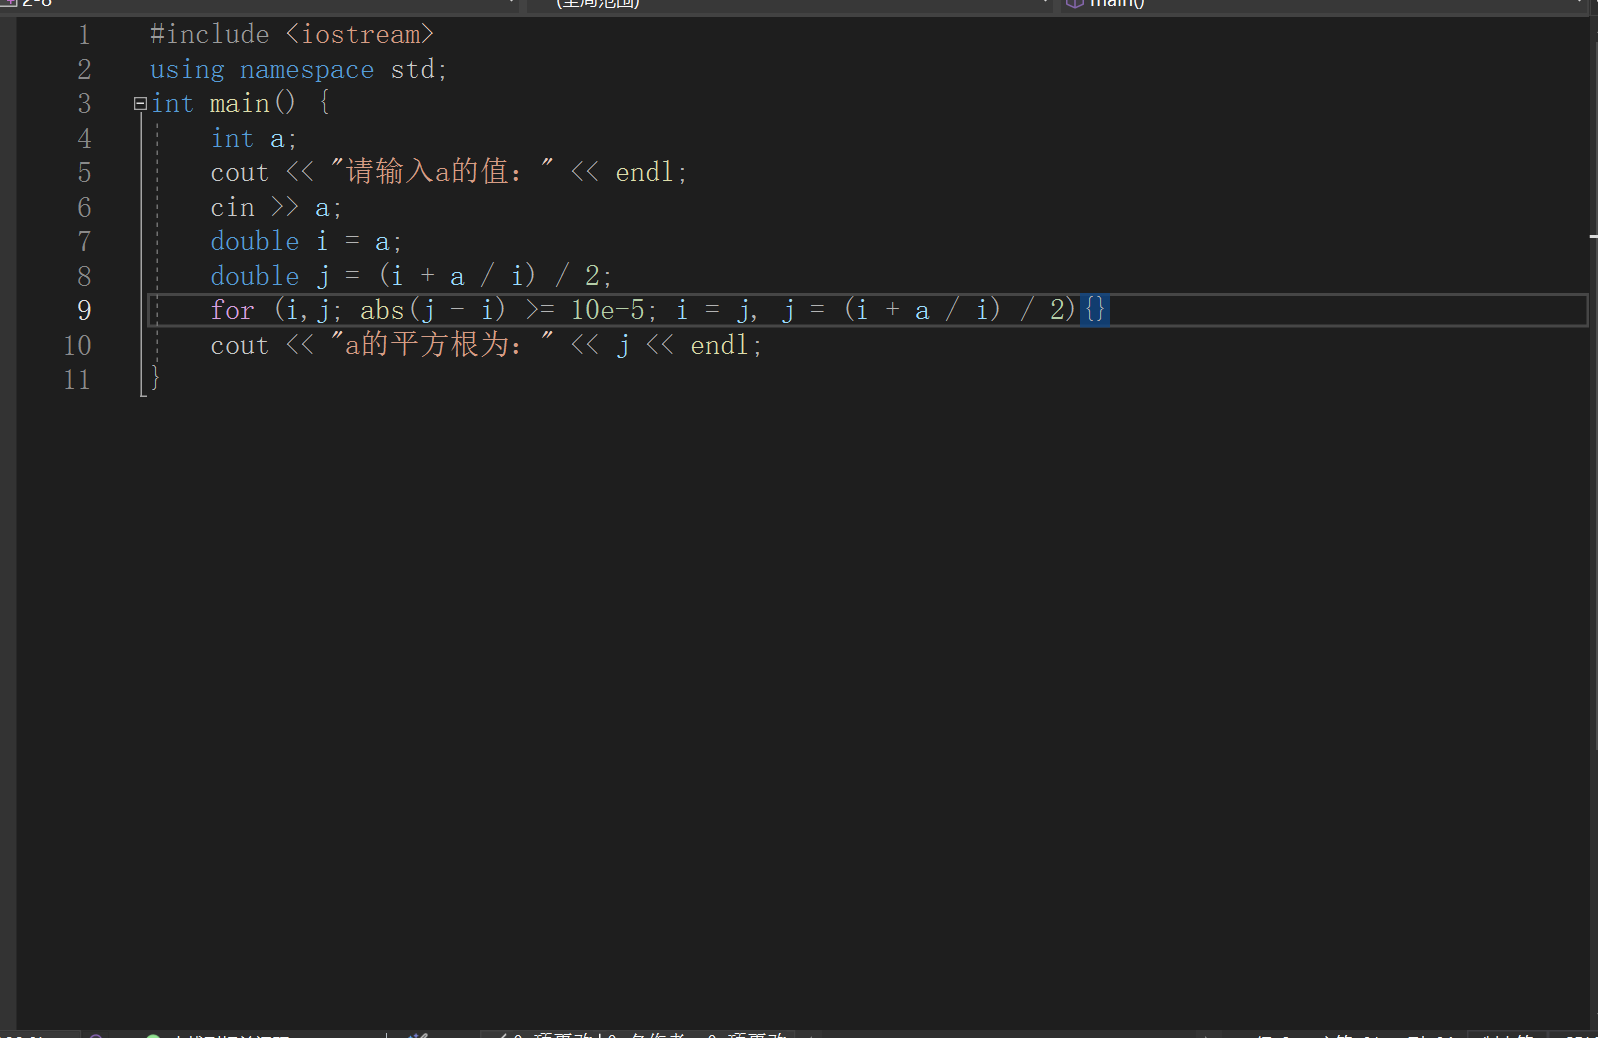 2-8 (全局范围) main()
1 #include <iostream>
2 using namespace std;
3 int main() {
4 int a;
5 cout << "请输入a的值：" << endl;
6 cin >> a;
7 double i = a;
8 double j = (i + a / i) / 2;
9 for (i,j; abs(j - i) >= 10e-5; i = j, j = (i + a / i) / 2){}
10 cout << "a的平方根为：" << j << endl;
11 }